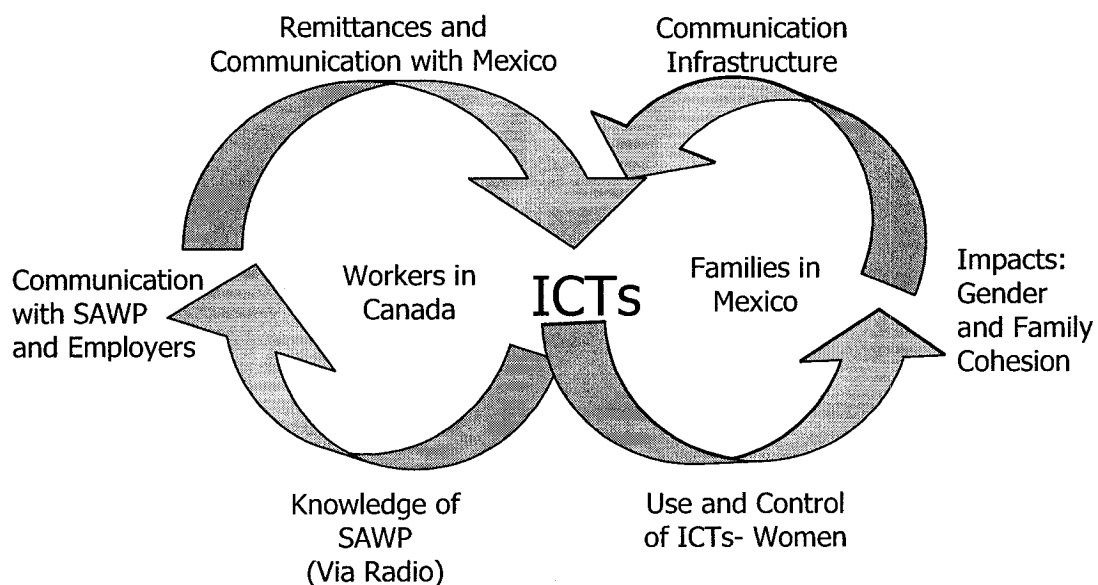 Remittances and
Communication with Mexico
Communication
Infrastructure
Communication
with SAWP
and Employers
Workers in
Canada
ICTs
Families in
Mexico
Impacts:
Gender
and Family
Cohesion
Knowledge of
SAWP
(Via Radio)
Use and Control
of ICTs- Women